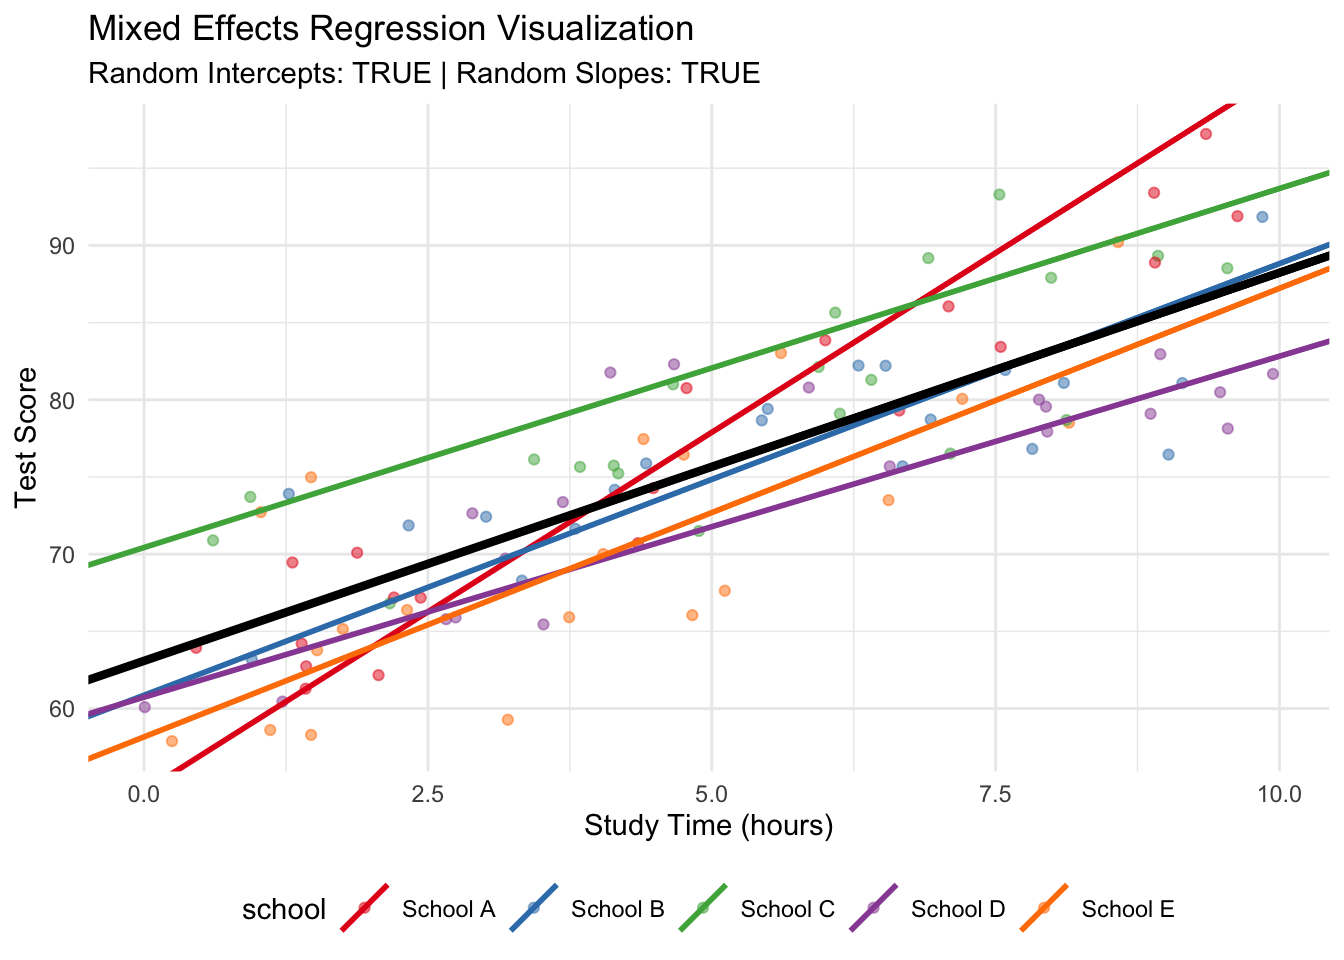 Mixed Effects Regression Visualization
Random Intercepts: TRUE | Random Slopes: TRUE
Test Score
90
80
70
60
0.0 2.5 5.0 7.5 10.0
Study Time (hours)
school School A School B School C School D School E